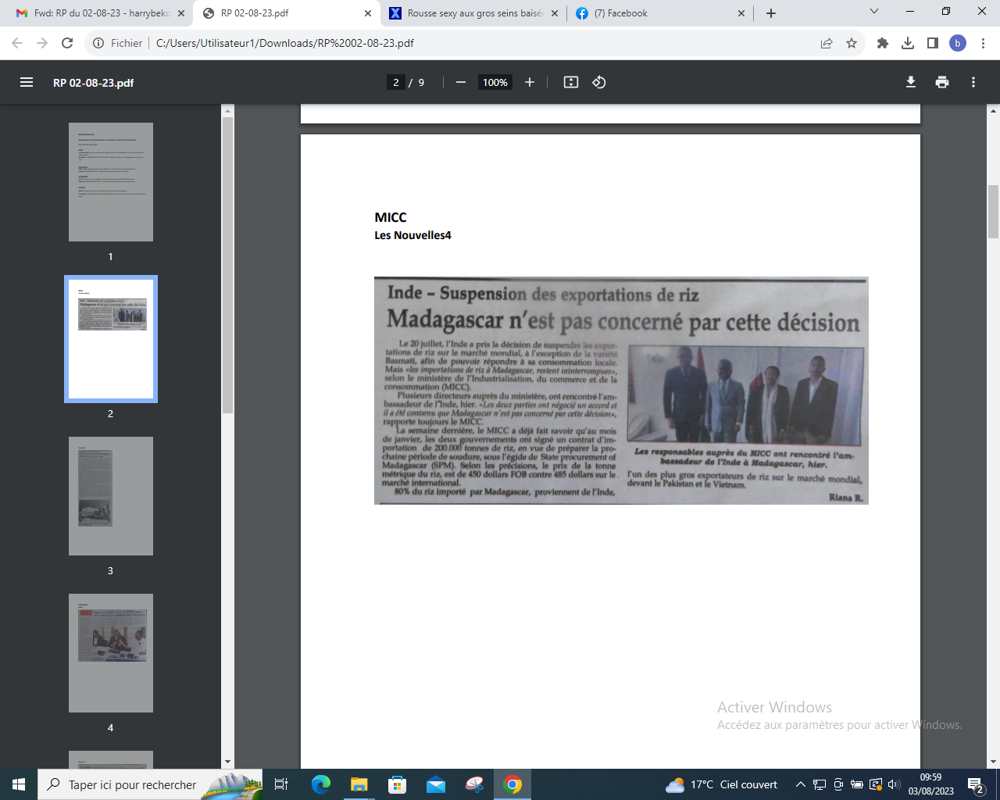 Fwd: RP du 02-08-23 - harrybeko
RP 02-08-23.pdf
Rousse sexy aux gros seins baisée
(7) Facebook
Fichier
C:/Users/Utilisateur1/Downloads/RP%2002-08-23.pdf
b
RP 02-08-23.pdf
2 / 9
100%
1
2
3
4
MICC
Les Nouvelles4
Inde – Suspension des exportations de riz
Madagascar n'est pas concerné par cette décision
Le 20 juillet, l'Inde a pris la décision de suspendre les expor-
tations de riz sur le marché mondial, à l'exception de la variété
Basmati, afin de pouvoir répondre à sa consommation locale.
Mais «les importations de riz à Madagascar, restent ininterrompues»,
selon le ministère de l'Industrialisation, du commerce et de la
consommation (MICC).
Plusieurs directeurs auprès du ministère, ont rencontré l'am-
bassadeur de l'Inde, hier. «Les deux parties ont négocié un accord et
il a été convenu que Madagascar n'est pas concerné par cette décision»,
rapporte toujours le MICC.
La semaine dernière, le MICC a déjà fait savoir qu'au mois
de janvier, les deux gouvernements ont signé un contrat d'im-
portation de 200.000 tonnes de riz, en vue de préparer la pro-
chaine période de soudure, sous l'égide de State procurement of
Madagascar (SPM). Selon les précisions, le prix de la tonne
métrique du riz, est de 450 dollars FOB contre 485 dollars sur le
marché international.
80% du riz importé par Madagascar, proviennent de l'Inde,
Les responsables auprès du MICC ont rencontré l'am-
bassadeur de l'Inde à Madagascar, hier.
l'un des plus gros exportateurs de riz sur le marché mondial,
devant le Pakistan et le Vietnam.
Riana R.
Activer Windows
Accédez aux paramètres pour activer Windows.
Taper ici pour rechercher
17°C Ciel couvert
09:59
03/08/2023
2